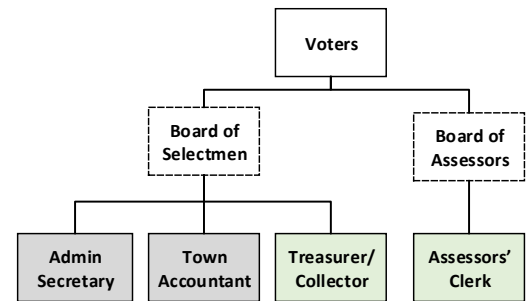 Voters
Board of
Selectmen
Board of
Assessors
Admin
Secretary
Town
Accountant
Treasurer/
Collector
Assessors'
Clerk